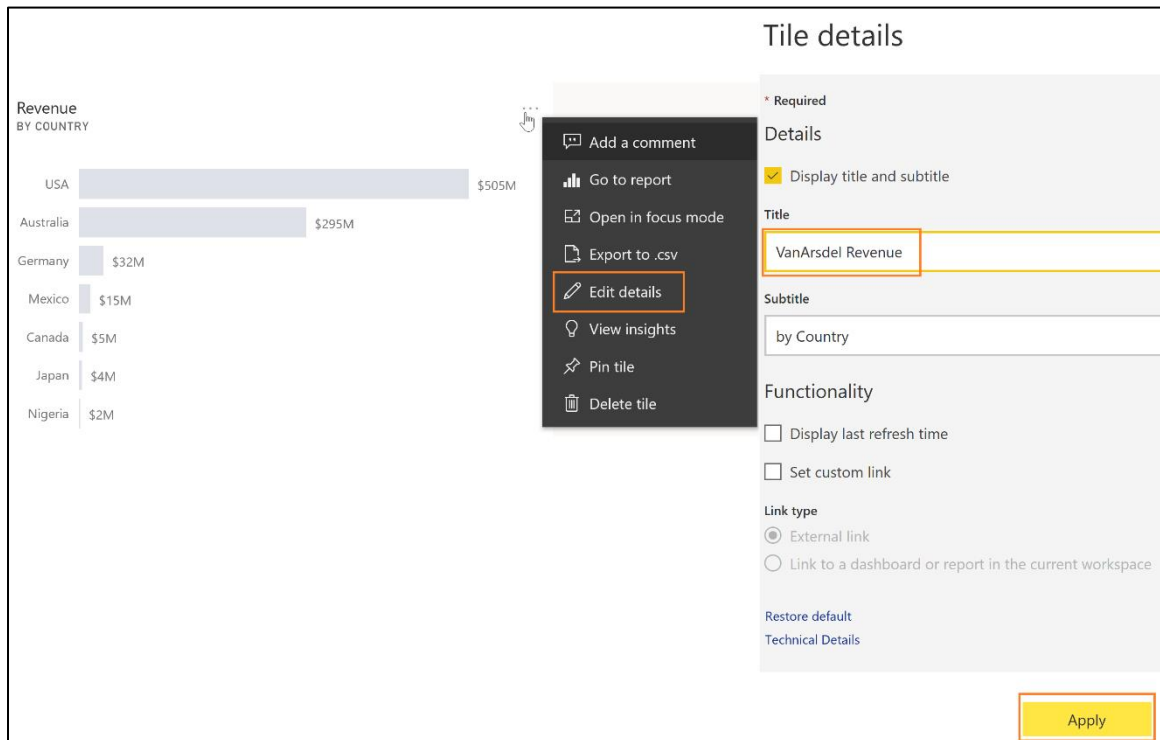 Revenue
BY COUNTRY
USA
$505M
Australia
$295M
Germany
$32M
Mexico
$15M
Canada
$5M
Japan
$4M
Nigeria
$2M
Add a comment
Go to report
Open in focus mode
Export to .csv
Edit details
View insights
Pin tile
Delete tile
Tile details
* Required
Details
Display title and subtitle
Title
VanArsdel Revenue
Subtitle
by Country
Functionality
Display last refresh time
Set custom link
Link type
External link
Link to a dashboard or report in the current workspace
Restore default
Technical Details
Apply